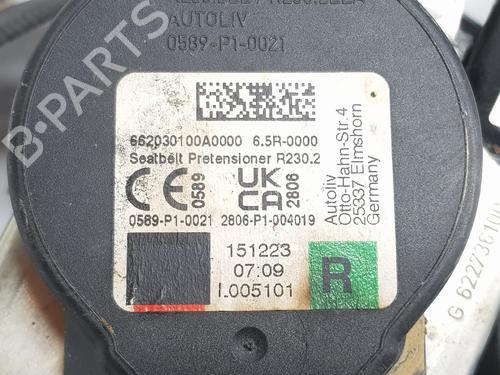 AUTOLIV
0589-P1-0021
662030100A0000 6.5R-0000
Seatbelt Pretensioner R230.2
CE 0589
UK CA 2806
0589-P1-0021 2806-P1-004019
Autoliv
Otto-Hahn-Str.4
25337 Elmshorn
Germany
151223
07:09
I.005101
R
B-PARTS